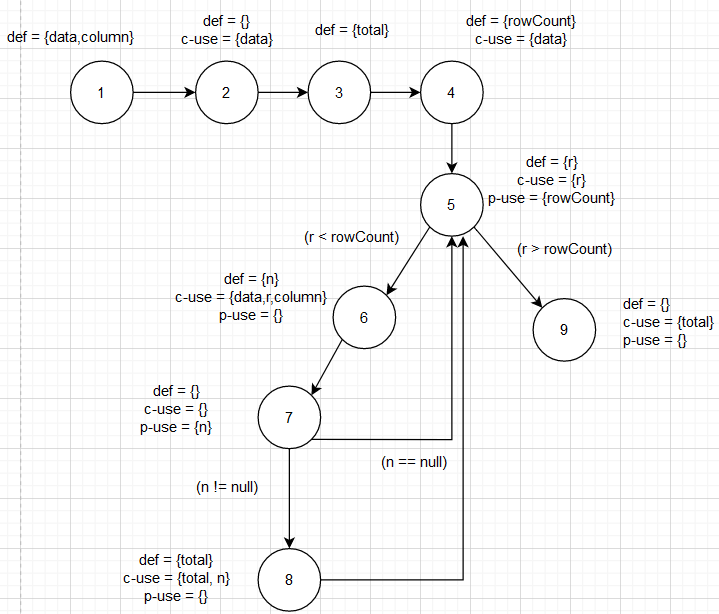 def = {data,column}
def = {}
c-use = {data}
def = {total}
def = {rowCount}
c-use = {data}
1
2
3
4
def = {r}
c-use = {r}
p-use = {rowCount}
5
(r < rowCount)
(r > rowCount)
def = {n}
c-use = {data,r,column}
p-use = {}
6
def = {}
c-use = {total}
p-use = {}
9
def = {}
c-use = {}
p-use = {n}
7
(n == null)
(n != null)
def = {total}
c-use = {total, n}
p-use = {}
8